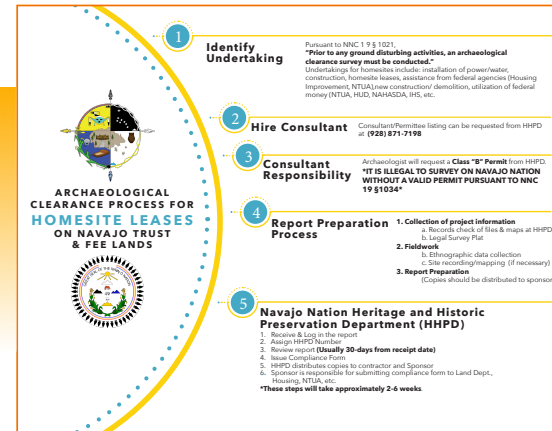 ARCHAEOLOGICAL
CLEARANCE PROCESS FOR
HOMESITE LEASES
ON NAVAJO TRUST
& FEE LANDS
1
Identify
Undertaking
Pursuant to NNC 1 9 § 1021,
"Prior to any ground disturbing activities, an archaeological
clearance survey must be conducted."
Undertakings for homesites include: installation of power/water,
construction, homesite leases, assistance from federal agencies (Housing
Improvement, NTUA),new construction/ demolition, utilization of federal
money (NTUA, HUD, NAHASDA, IHS, etc.
2
Hire Consultant
Consultant/Permittee listing can be requested from HHPD
at (928) 871-7198
3
Consultant
Responsibility
Archaeologist will request a Class "B" Permit from HHPD.
*IT IS ILLEGAL TO SURVEY ON NAVAJO NATION
WITHOUT A VALID PERMIT PURSUANT TO NNC
19 §1034*
4
Report Preparation
Process
1. Collection of project information
a. Records check of files & maps at HHPD
b. Legal Survey Plat
2. Fieldwork
b. Ethnographic data collection
c. Site recording/mapping (if necessary)
3. Report Preparation
(Copies should be distributed to sponsor
5
Navajo Nation Heritage and Historic
Preservation Department (HHPD)
1. Receive & Log in the report
2. Assign HHPD Number
3. Review report (Usually 30-days from receipt date)
4. Issue Compliance Form
5. HHPD distributes copies to contractor and Sponsor
6. Sponsor is responsible for submitting compliance form to Land Dept.,
Housing, NTUA, etc.
*These steps will take approximately 2-6 weeks.